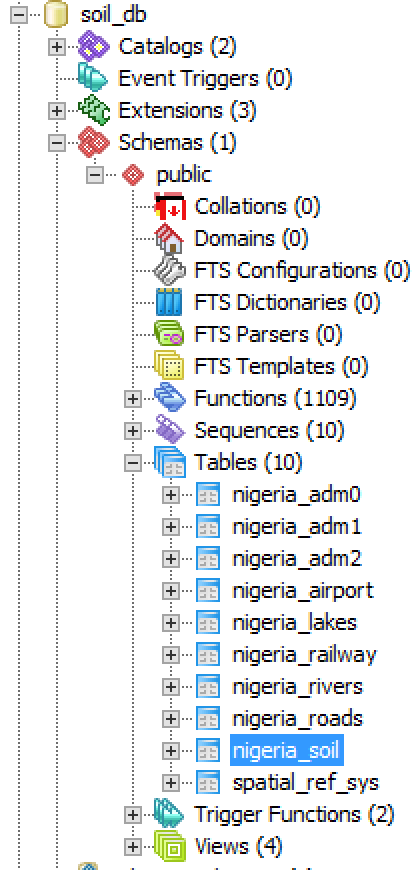 soil_db
Catalogs (2)
Event Triggers (0)
Extensions (3)
Schemas (1)
public
Collations (0)
Domains (0)
FTS Configurations (0)
FTS Dictionaries (0)
FTS Parsers (0)
FTS Templates (0)
Functions (1109)
Sequences (10)
Tables (10)
nigeria_adm0
nigeria_adm1
nigeria_adm2
nigeria_airport
nigeria_lakes
nigeria_railway
nigeria_rivers
nigeria_roads
nigeria_soil
spatial_ref_sys
Trigger Functions (2)
Views (4)